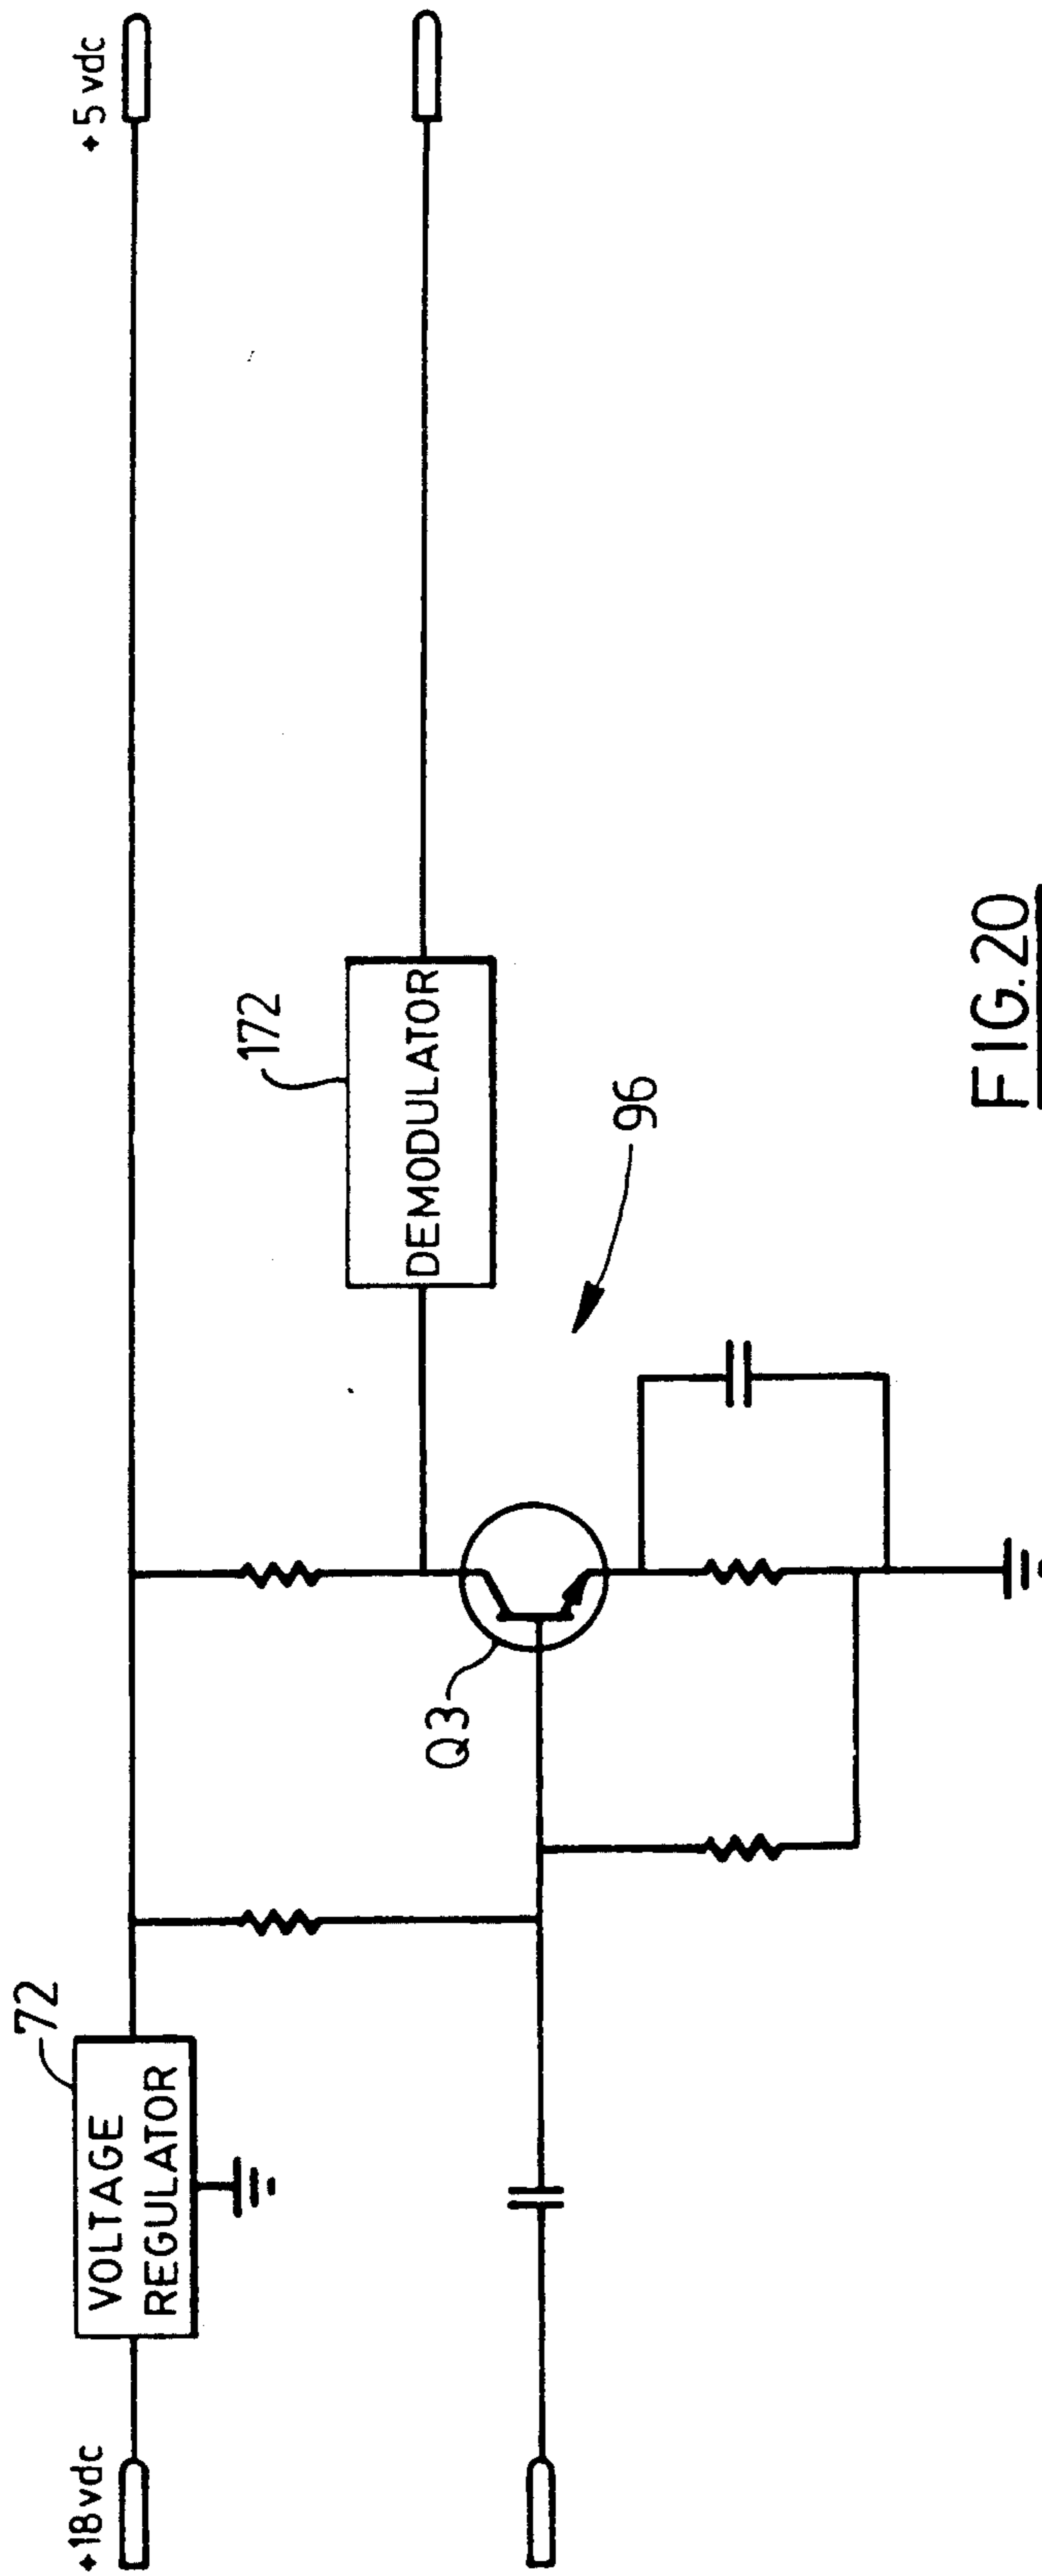 +18vdc
72
VOLTAGE
REGULATOR
+5 vdc
Q3
172
DEMODULATOR
96
FIG.20